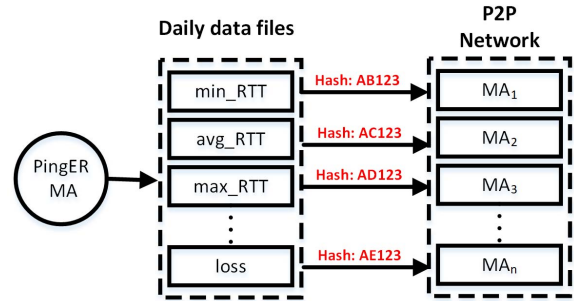 Daily data files
P2P
Network
PingER
MA
min_RTT
avg_RTT
max_RTT
loss
Hash: AB123
Hash: AC123
Hash: AD123
Hash: AE123
MA1
MA2
MA3
MAn